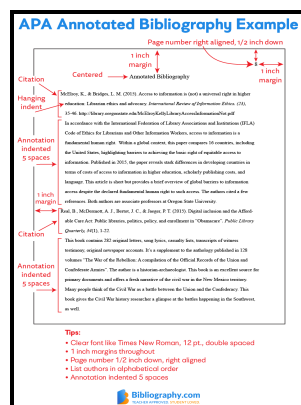 APA Annotated Bibliography Example
Page number right aligned, 1/2 inch down
1 inch
margin
1
1 inch
margin
Centered
Annotated Bibliography
Citation
McElroy, K., & Bridges, L. M. (2015). Access to information is (not) a universal right in higher
Hanging
indent
education: Librarian ethics and advocacy. International Review of Information Ethics, (23),
In accordance with the International Federation of Library Associations and Institutions (IFLA)
Annotation
indented
5 spaces
Code of Ethics for Librarians and Other Information Workers, access to information is a
fundamental human right. Within a global context, this paper compares 16 countries, including
the United States, highlighting barriers to achieving the basic right of equitable access to
information. Published in 2015, the paper reveals stark differences in developing countries in
terms of costs of access to information in higher education, scholarly publishing costs, and
language. This article is short but provides a brief overview of global barriers to information
access despite the declared fundamental human right to such access. The authors cited a few
references. Both authors are associate professors at Oregon State University.
1 inch
margin
Real, B., McDermott, A. J., Bertot, J. C., & Jaeger, P. T. (2015). Digital inclusion and the Afford-
Citation
able Care Act: Public libraries, politics, policy, and enrollment in "Obamacare". Public Library
Quarterly, 34(1), 1-22.
Annotation
indented
5 spaces
This book contains 282 original letters, song lyrics, casualty lists, transcripts of witness
testimony, original newspaper accounts. It's a supplement to the anthology published in 128
volumes "The War of the Rebellion: A compilation of the Official Records of the Union and
Confederate Armies". The author is a historian-archeologist. This book is an excellent source for
primary documents and offers a fresh narrative of the civil war in the New Mexico territory.
Many people think of the Civil War as a battle between the Union and the Confederacy. This
book gives the Civil War history researcher a glimpse at the battles happening in the Southwest,
as well.
Tips:
• Clear font like Times New Roman, 12 pt., double spaced
• 1 inch margins throughout
• Page number 1/2 inch down, right aligned
• List authors in alphabetical order
• Annotation indented 5 spaces
Bibliography.com